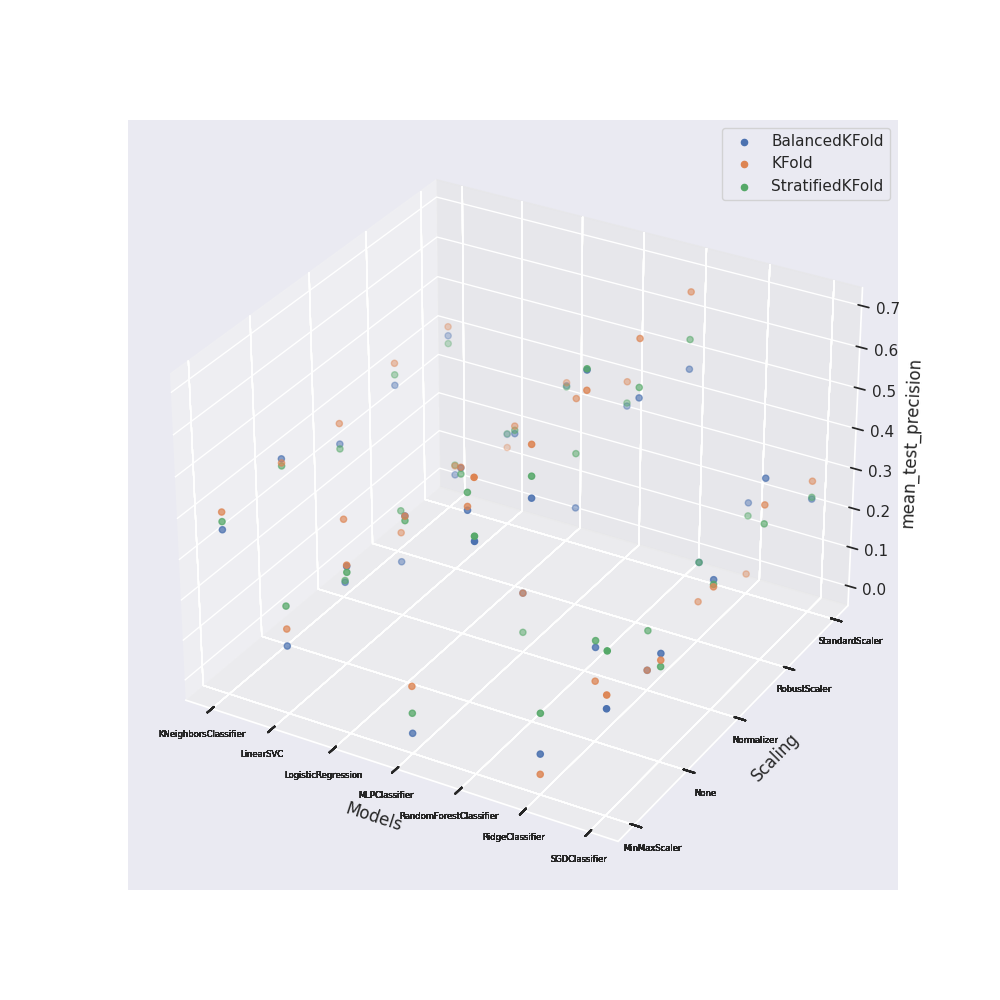 BalancedKFold
KFold
StratifiedKFold
0.7
0.6
0.5
0.4
0.3
0.2
0.1
0.0
mean_test_precision
StandardScaler
RobustScaler
Normalizer
None
MinMaxScaler
Scaling
KNeighborsClassifier
LinearSVC
LogisticRegression
MLPClassifier
RandomForestClassifier
RidgeClassifier
SGDClassifier
Models